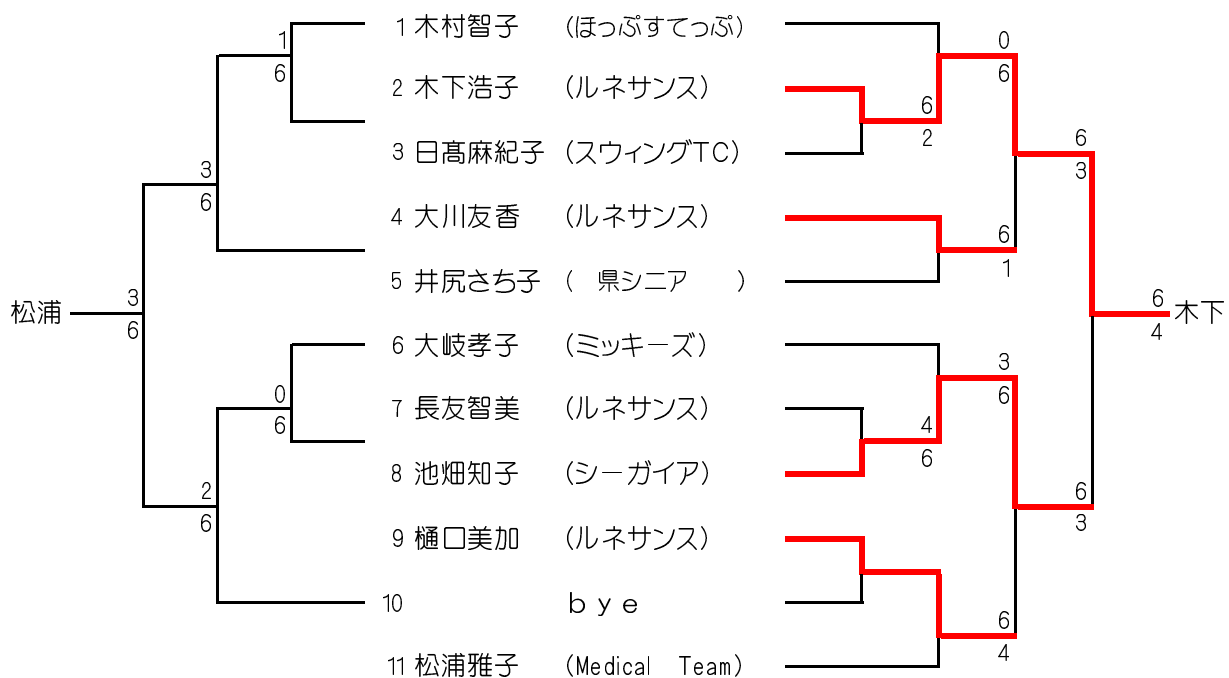 1 木村智子 (ほっぷすてっぷ)
2 木下浩子 (ルネサンス)
3 日髙麻紀子 (スウィングTC)
4 大川友香 (ルネサンス)
5 井尻さち子 ( 県シニア )
6 大岐孝子 (ミッキーズ)
7 長友智美 (ルネサンス)
8 池畑知子 (シーガイア)
9 樋口美加 (ルネサンス)
10 bye
11 松浦雅子 (Medical Team)
松浦
3
6
3
6
2
6
1
6
0
6
6
2
4
6
0
6
6
1
3
6
6
4
6
3
6
3
6
4
木下